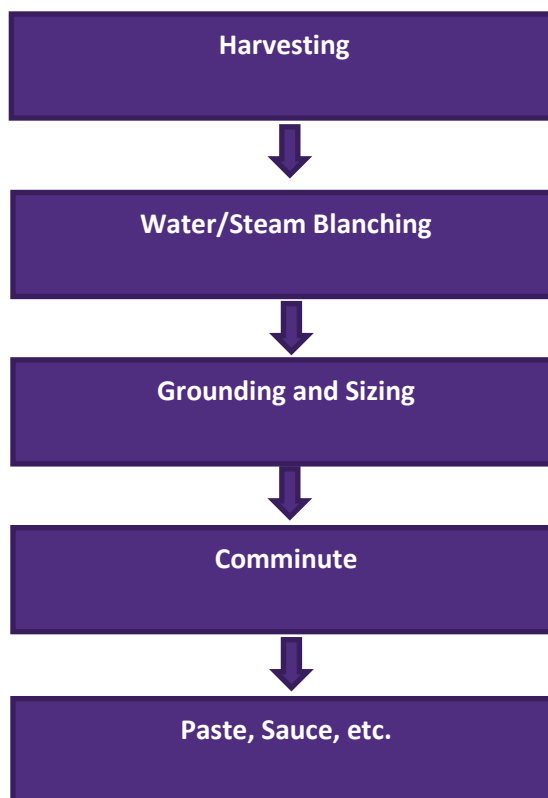 Harvesting
Water/Steam Blanching
Grounding and Sizing
Comminute
Paste, Sauce, etc.